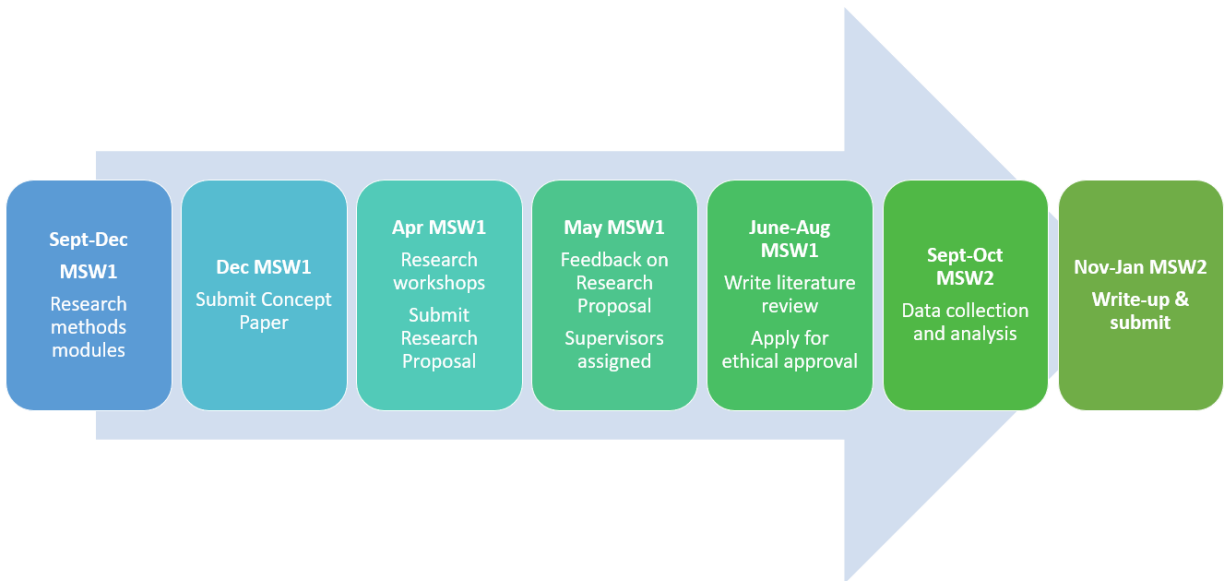 Sept-Dec
MSW1
Research
methods
modules
Dec MSW1
Submit Concept
Paper
Apr MSW1
Research
workshops
Submit
Research
Proposal
May MSW1
Feedback on
Research
Proposal
Supervisors
assigned
June-Aug
MSW1
Write literature
review
Apply for
ethical approval
Sept-Oct
MSW2
Data collection
and analysis
Nov-Jan MSW2
Write-up &
submit